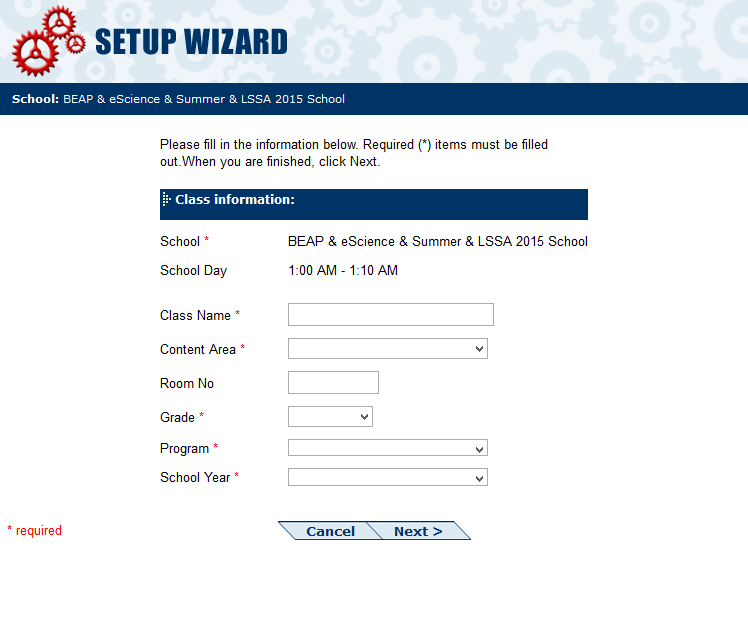 SETUP WIZARD
School: BEAP & eScience & Summer & LSSA 2015 School
Please fill in the information below. Required (*) items must be filled
out.When you are finished, click Next.
Class information:
School * BEAP & eScience & Summer & LSSA 2015 School
School Day 1:00 AM - 1:10 AM
Class Name *
Content Area *
Room No
Grade *
Program *
School Year *
* required Cancel Next >